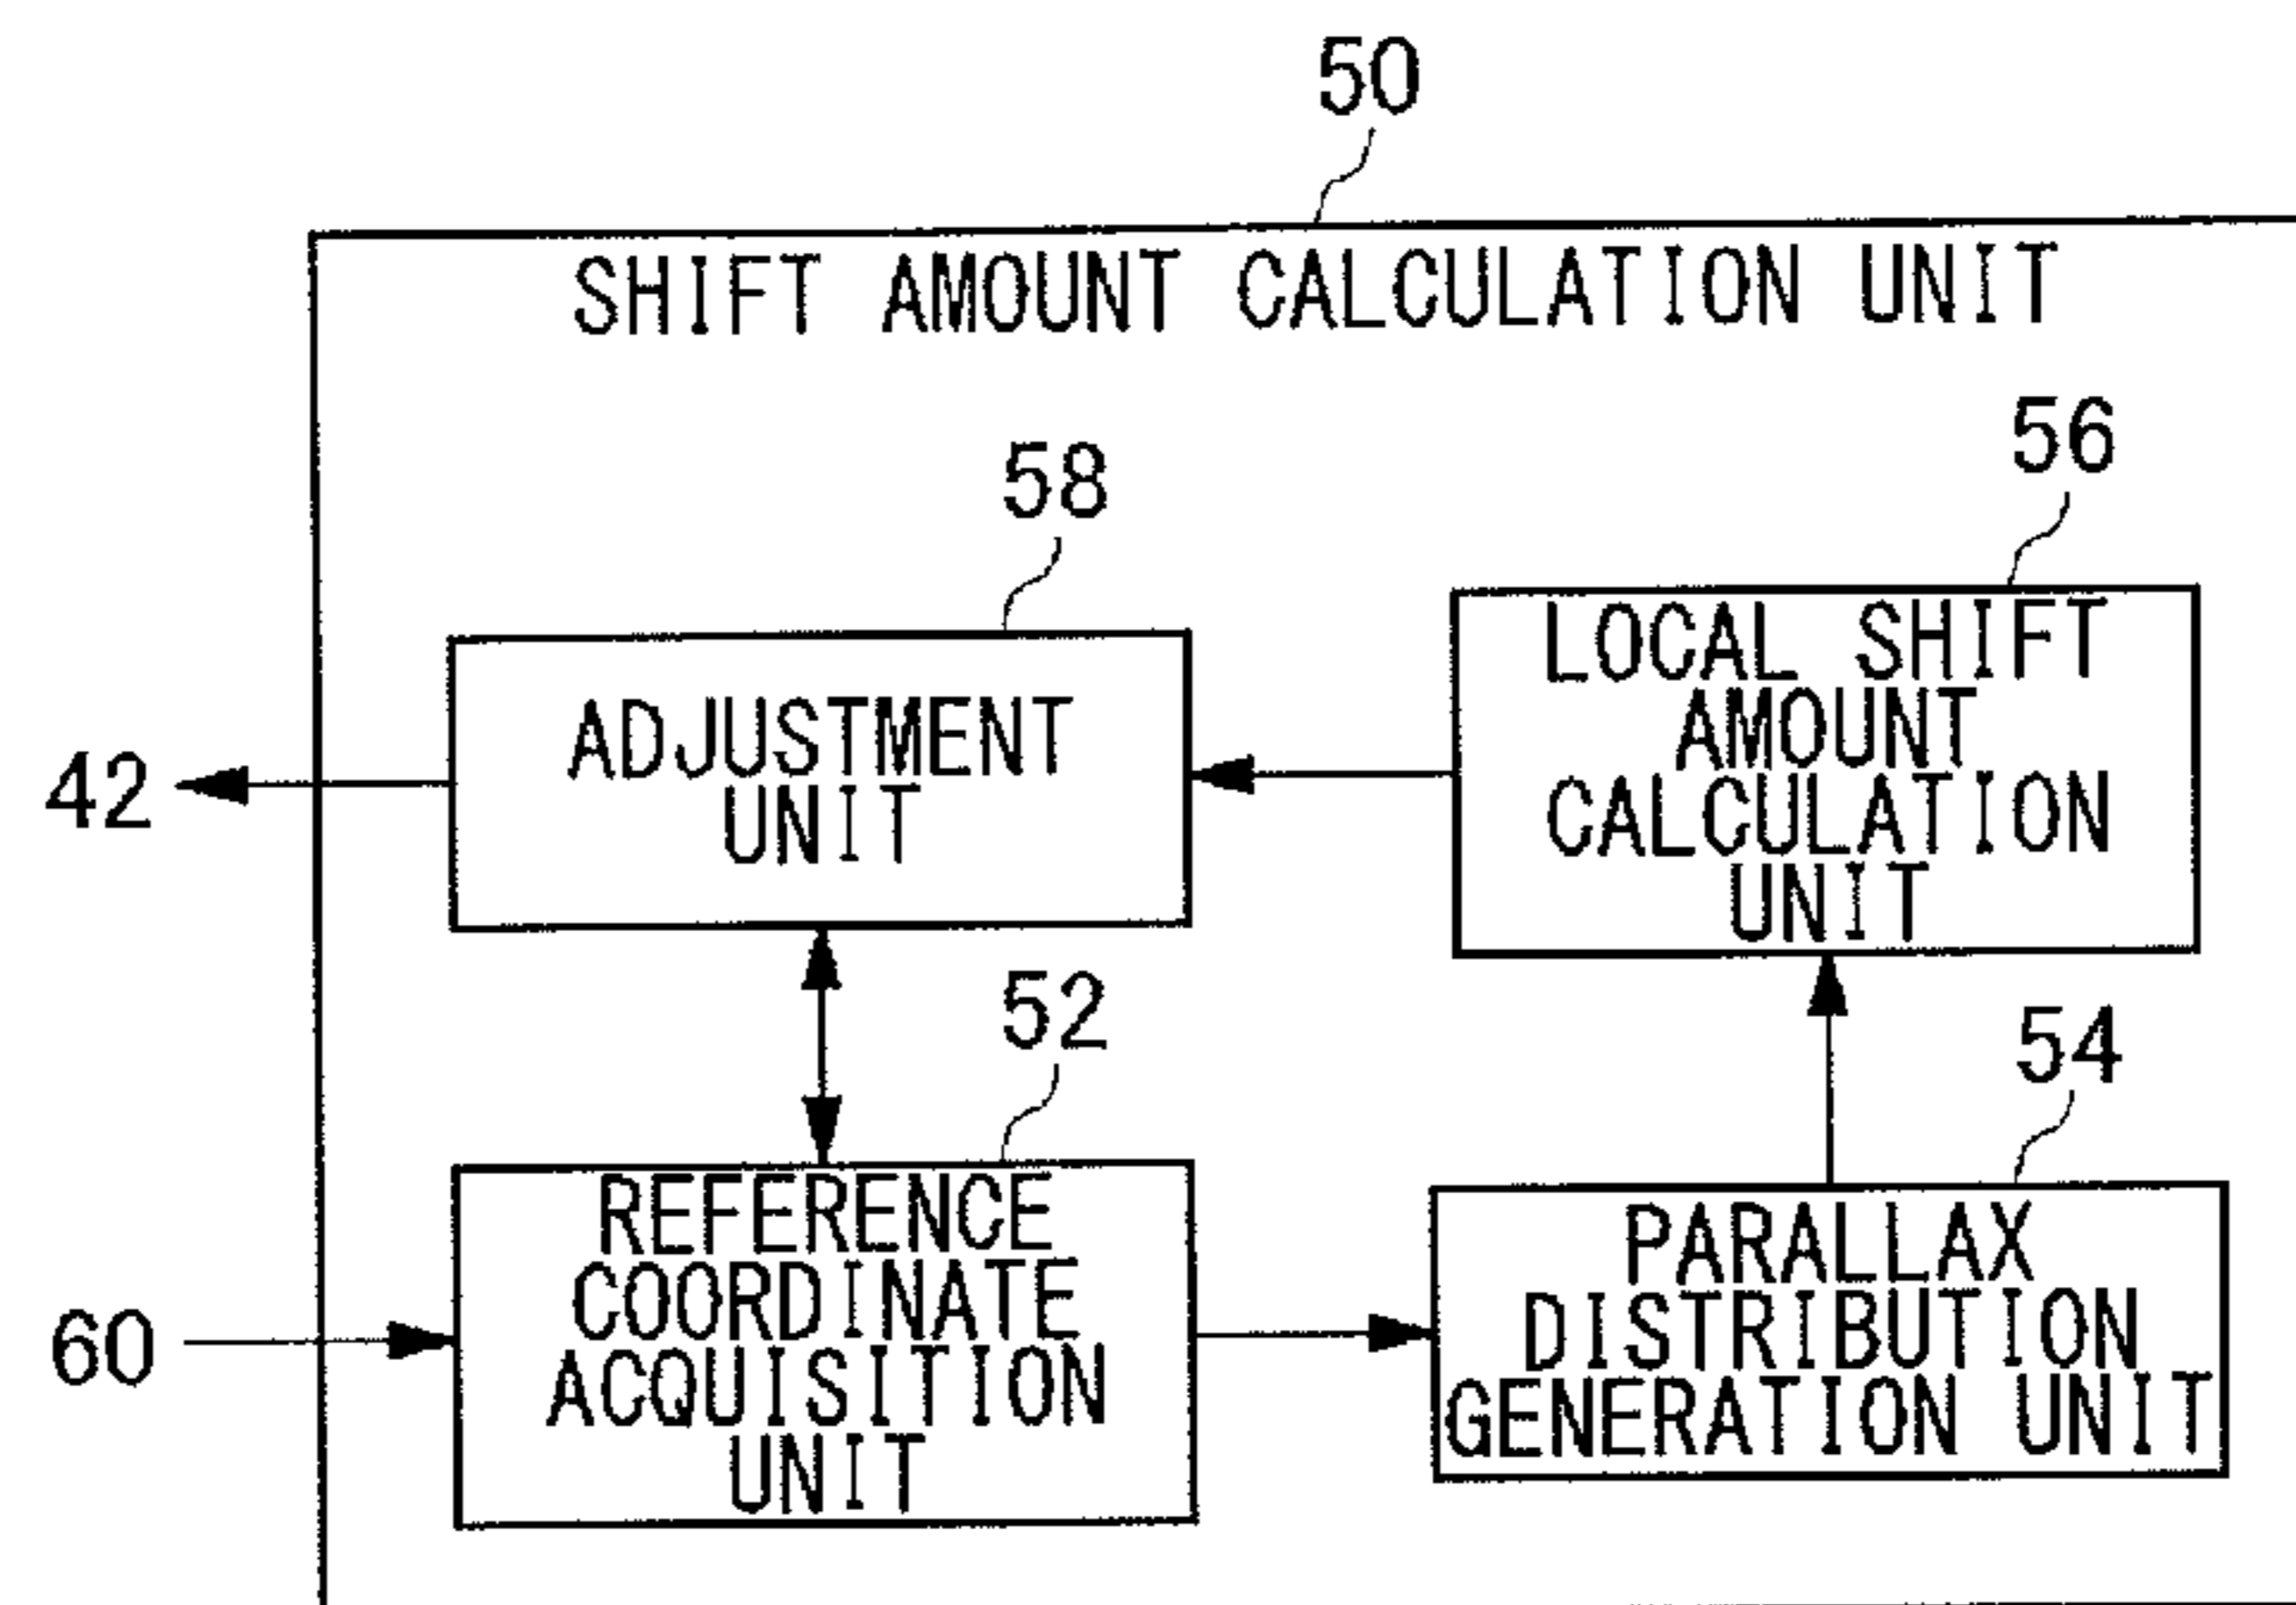 50
SHIFT AMOUNT CALCULATION UNIT
58
ADJUSTMENT
UNIT
56
LOCAL SHIFT
AMOUNT
CALCULATION
UNIT
42
52
REFERENCE
COORDINATE
ACQUISITION
UNIT
54
PARALLAX
DISTRIBUTION
GENERATION UNIT
60